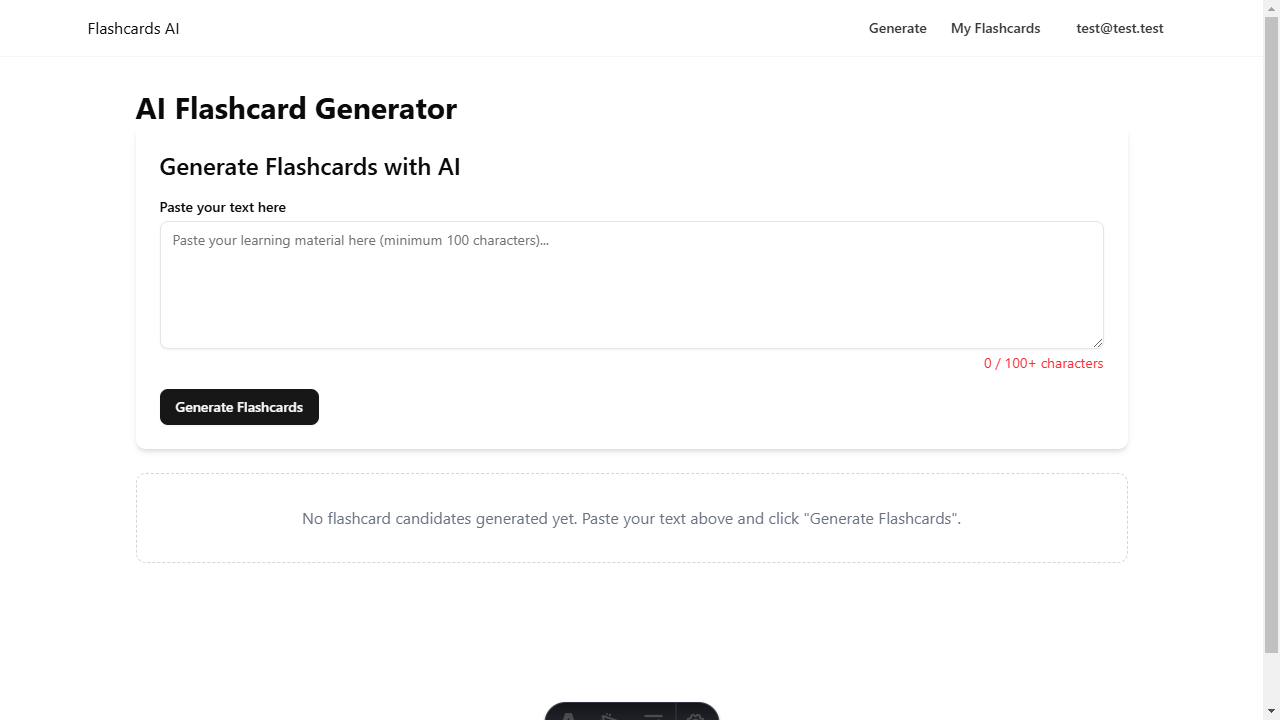 Flashcards AI
Generate
My Flashcards
test@test.test
AI Flashcard Generator
Generate Flashcards with AI
Paste your text here
Paste your learning material here (minimum 100 characters)...
0 / 100+ characters
Generate Flashcards
No flashcard candidates generated yet. Paste your text above and click "Generate Flashcards".